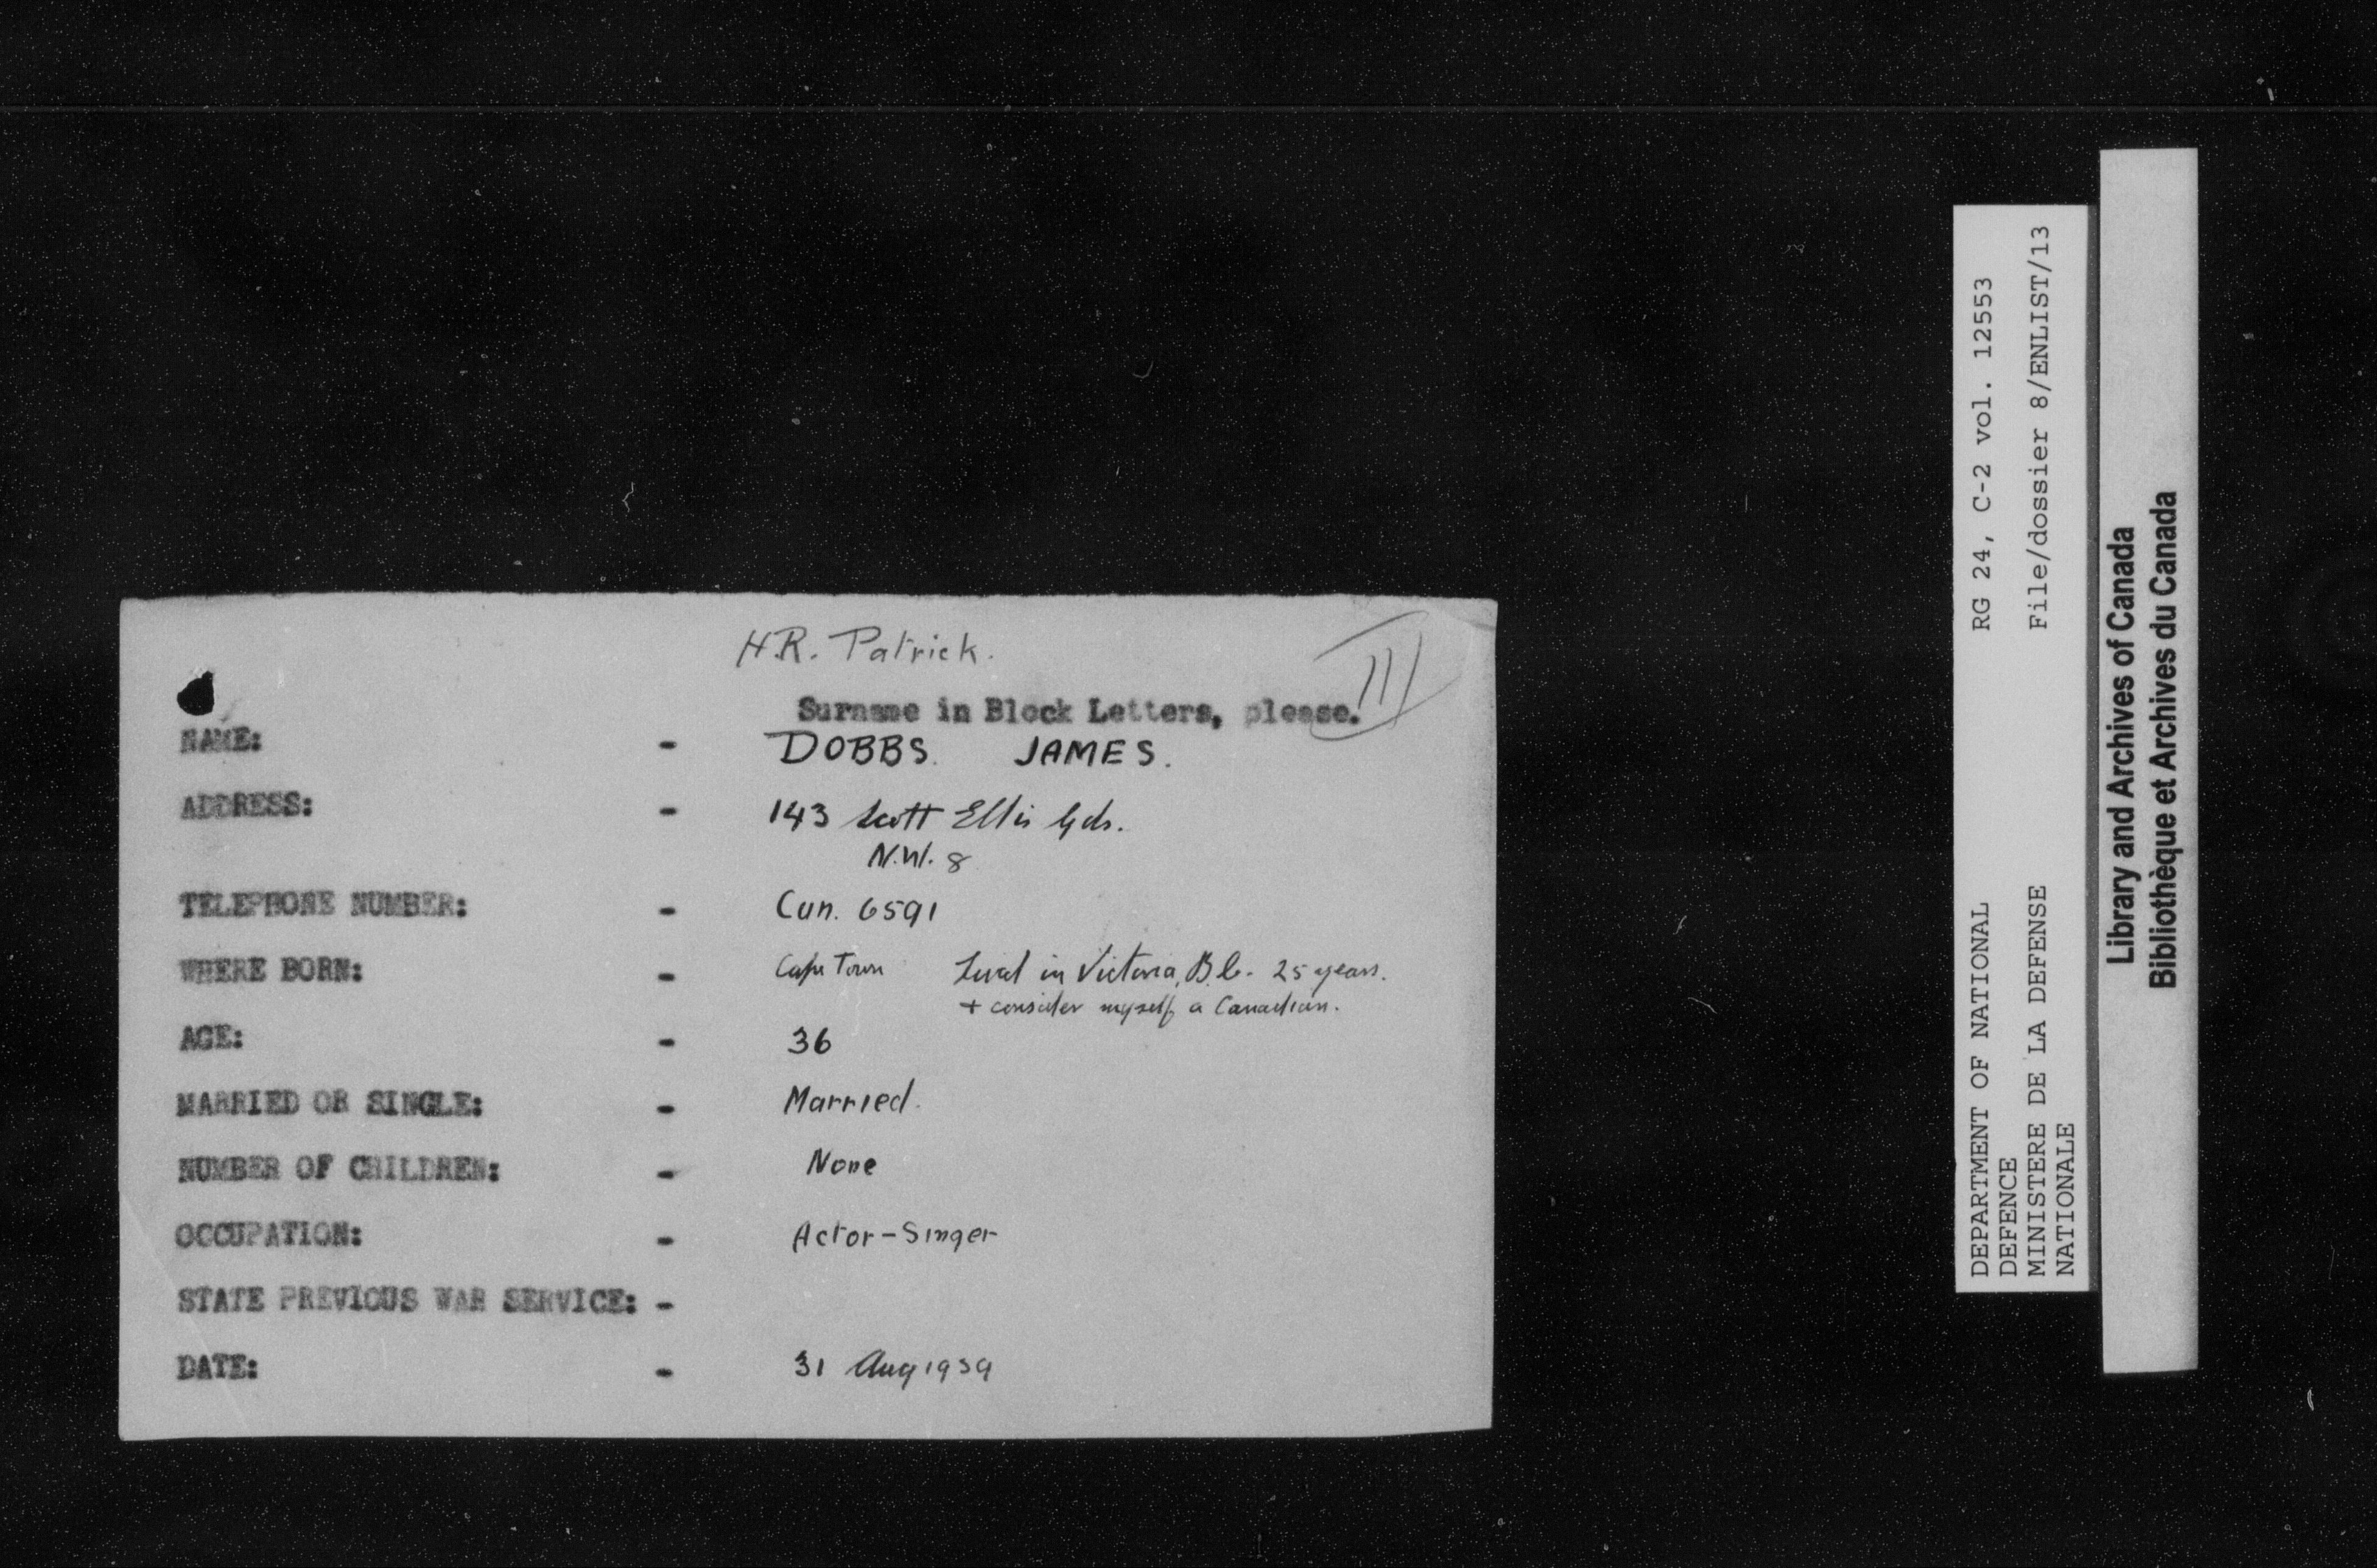 H.R. Patrick.
III
Surname in Block Letters, please.
NAME: - DOBBS. JAMES.
ADDRESS: - 143 Scott Ellis Gds.
N.W. 8
TELEPHONE NUMBER: - Cun. 6591
WHERE BORN: - Cape Town Lived in Victoria, B.C. 25 years.
+ consider myself a Canadian.
AGE: - 36
MARRIED OR SINGLE: - Married.
NUMBER OF CHILDREN: - None
OCCUPATION: - Actor-Singer
STATE PREVIOUS WAR SERVICE: -
DATE: - 31 Aug 1939
DEPARTMENT OF NATIONAL RG 24, C-2 vol. 12553
DEFENCE
MINISTERE DE LA DEFENSE File/dossier 8/ENLIST/13
NATIONALE
Library and Archives of Canada
Bibliothèque et Archives du Canada